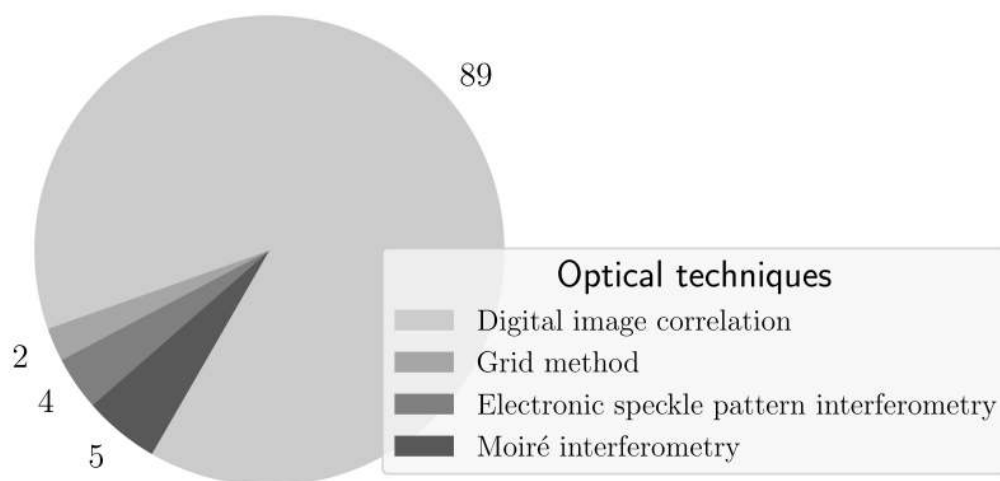 89
Optical techniques
Digital image correlation
2
Grid method
4
Electronic speckle pattern interferometry
5
Moiré interferometry